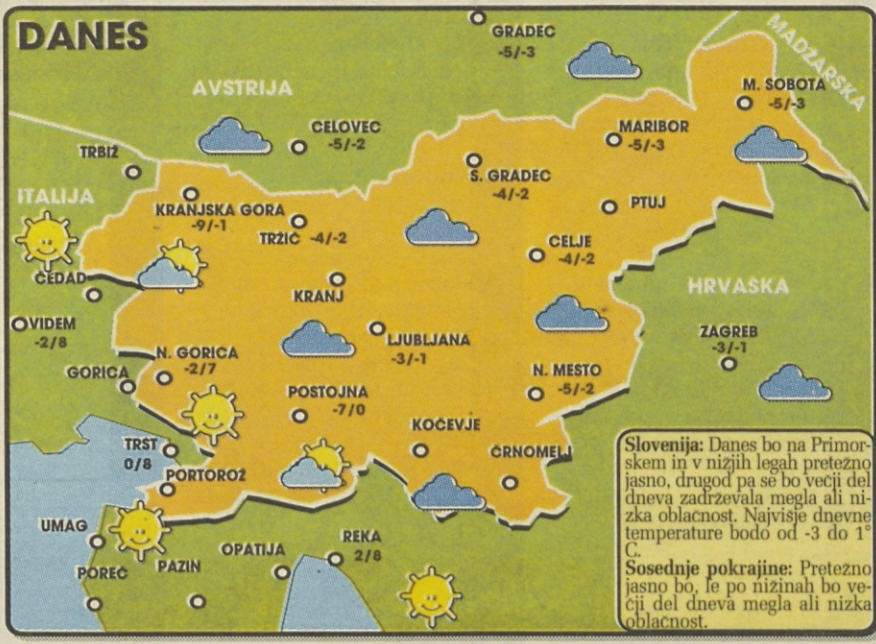 DANES
GRADEC
-5/-3
MADŽARSKA
AVSTRIJA
M. SOBOTA
-5/-3
CELOVEC
-5/-2
MARIBOR
-5/-3
TRBIŽ
S. GRADEC
-4/-2
ITALIJA
KRANJSKA GORA
-9/-1
PTUJ
TRŽIČ -4/-2
CELJE
-4/-2
ČEDAD
KRANJ
HRVAŠKA
VIDEM
-2/8
LJUBLJANA
-3/-1
ZAGREB
-3/-1
N. GORICA
-2/7
GORICA
N. MESTO
-5/-2
POSTOJNA
-7/0
KOČEVJE
TRST
0/8
ČRNOMELJ
PORTOROŽ
UMAG
REKA
2/8
OPATIJA
PAZIN
POREČ
Slovenija: Danes bo na Primor-
skem in v nižjih legah pretežno
jasno, drugod pa se bo večji del
dneva zadrževala megla ali ni-
zka oblačnost. Najvišje dnevne
temperature bodo od -3 do 1°
C.
Sosednje pokrajine: Pretežno
jasno bo, le po nižinah bo ve-
čji del dneva megla ali nizka
oblačnost.